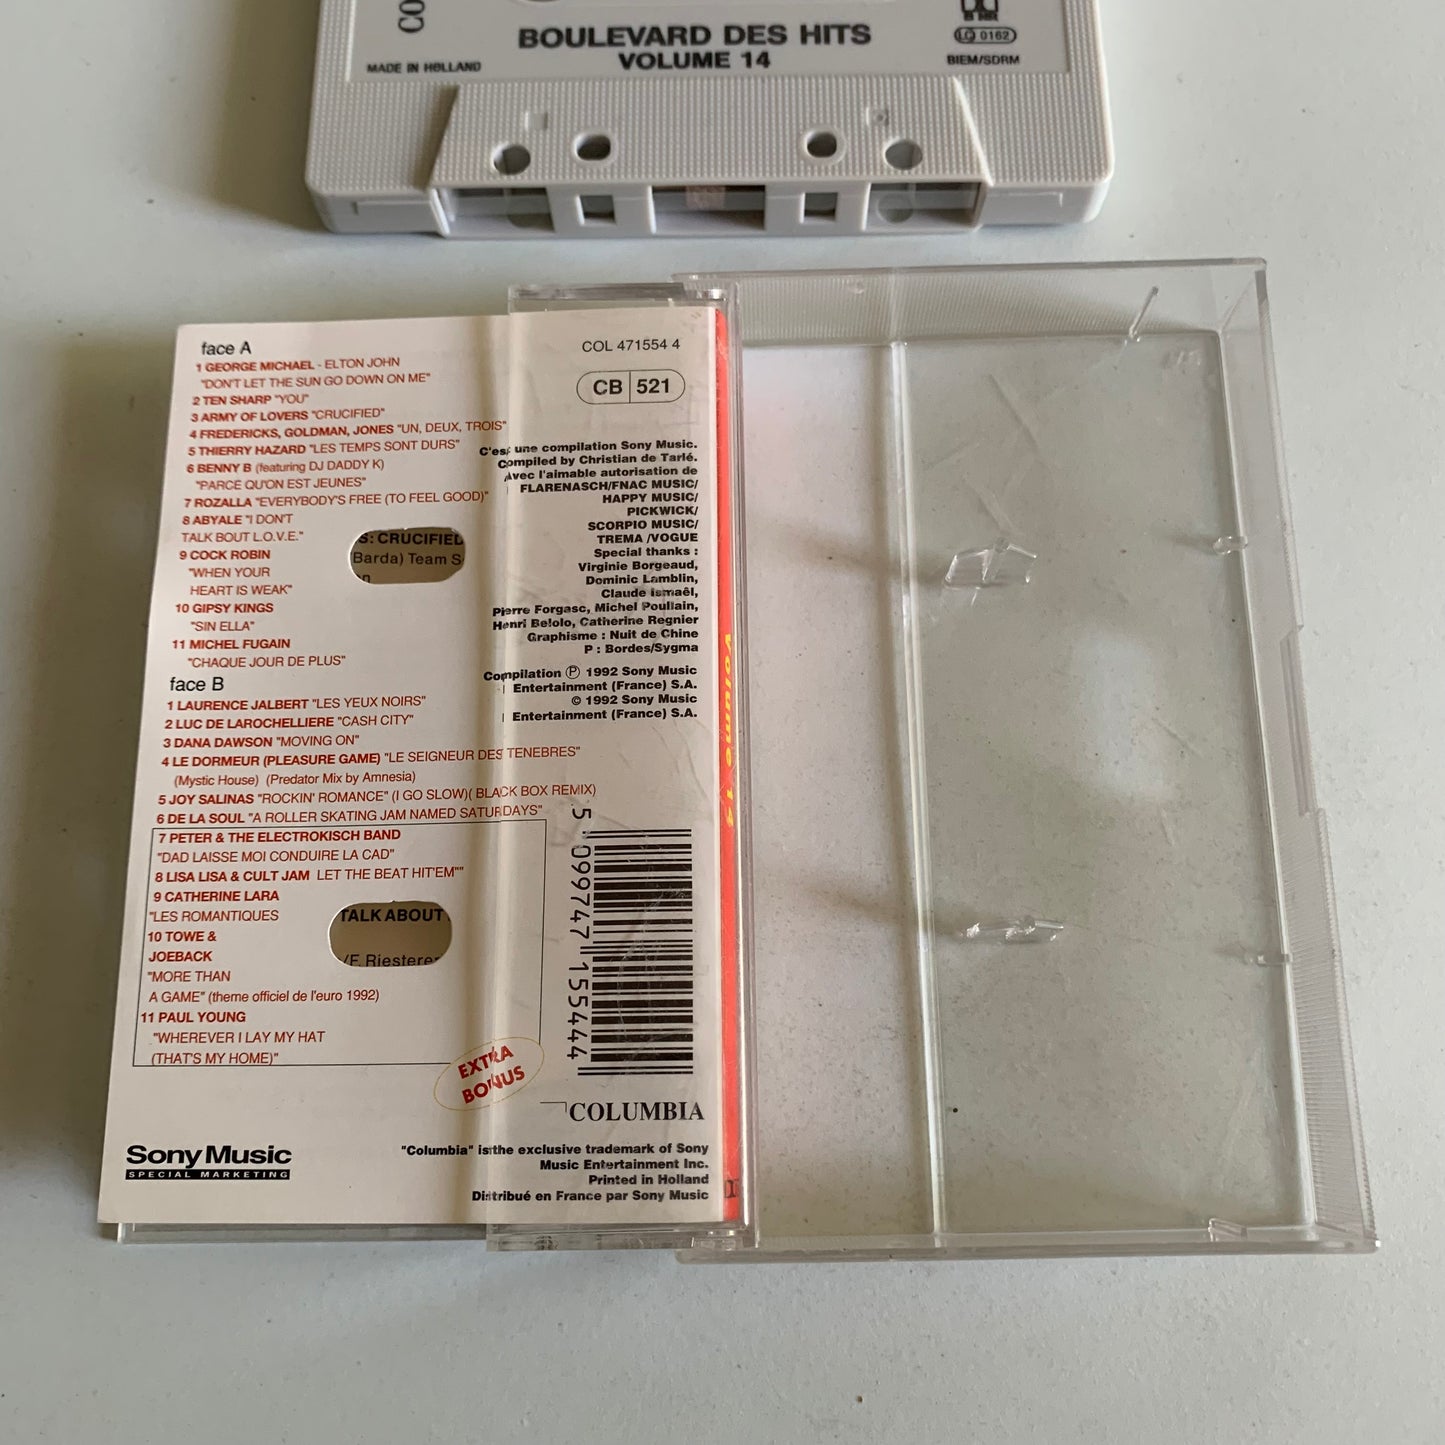 CO
BOULEVARD DES HITS
VOLUME 14
MADE IN HOLLAND
B NR
LC 0162
BIEM/SDRM
face A
1 GEORGE MICHAEL - ELTON JOHN
"DON'T LET THE SUN GO DOWN ON ME"
2 TEN SHARP "YOU"
3 ARMY OF LOVERS "CRUCIFIED"
4 FREDERICKS, GOLDMAN, JONES "UN, DEUX, TROIS"
5 THIERRY HAZARD "LES TEMPS SONT DURS"
6 BENNY B (featuring DJ DADDY K)
"PARCE QU'ON EST JEUNES"
7 ROZALLA "EVERYBODY'S FREE (TO FEEL GOOD)"
8 ABYALE "I DON'T
TALK BOUT L.O.V.E."
9 COCK ROBIN
"WHEN YOUR
HEART IS WEAK"
10 GIPSY KINGS
"SIN ELLA"
11 MICHEL FUGAIN
"CHAQUE JOUR DE PLUS"
S: CRUCIFIED
(Barda) Team S
face B
1 LAURENCE JALBERT "LES YEUX NOIRS"
2 LUC DE LAROCHELLIERE "CASH CITY"
3 DANA DAWSON "MOVING ON"
4 LE DORMEUR (PLEASURE GAME) "LE SEIGNEUR DES TENEBRES"
(Mystic House) (Predator Mix by Amnesia)
5 JOY SALINAS "ROCKIN' ROMANCE" (I GO SLOW)( BLACK BOX REMIX)
6 DE LA SOUL "A ROLLER SKATING JAM NAMED SATURDAYS"
7 PETER & THE ELECTROKISCH BAND
"DAD LAISSE MOI CONDUIRE LA CAD"
8 LISA LISA & CULT JAM LET THE BEAT HIT'EM""
9 CATHERINE LARA
"LES ROMANTIQUES
10 TOWE &
JOEBACK
"MORE THAN
A GAME" (theme officiel de l'euro 1992)
11 PAUL YOUNG
"WHEREVER I LAY MY HAT
(THAT'S MY HOME)"
TALK ABOUT
/F. Riesterer
EXTRA
BONUS
Sony Music
SPECIAL MARKETING
COL 471554 4
CB 521
C'est une compilation Sony Music.
Compiled by Christian de Tarlé.
Avec l'aimable autorisation de
FLARENASCH/FNAC MUSIC/
HAPPY MUSIC/
PICKWICK/
SCORPIO MUSIC/
TREMA /VOGUE
Special thanks :
Virginie Borgeaud,
Dominic Lamblin,
Claude Ismaël,
Pierre Forgasc, Michel Poullain,
Henri Belolo, Catherine Regnier
Graphisme : Nuit de Chine
P : Bordes/Sygma
Compilation Ⓟ 1992 Sony Music
Entertainment (France) S.A.
© 1992 Sony Music
Entertainment (France) S.A.
5 099747 155444
COLUMBIA
"Columbia" is the exclusive trademark of Sony
Music Entertainment Inc.
Printed in Holland
Distribué en France par Sony Music
Volume 14